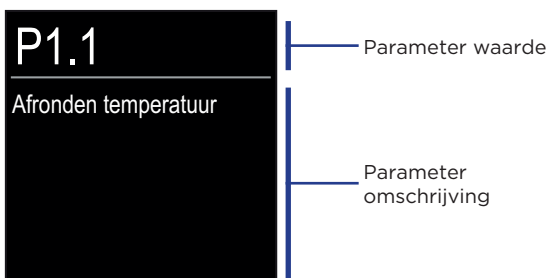 P1.1
Parameter waarde
Afronden temperatuur
Parameter
omschrijving